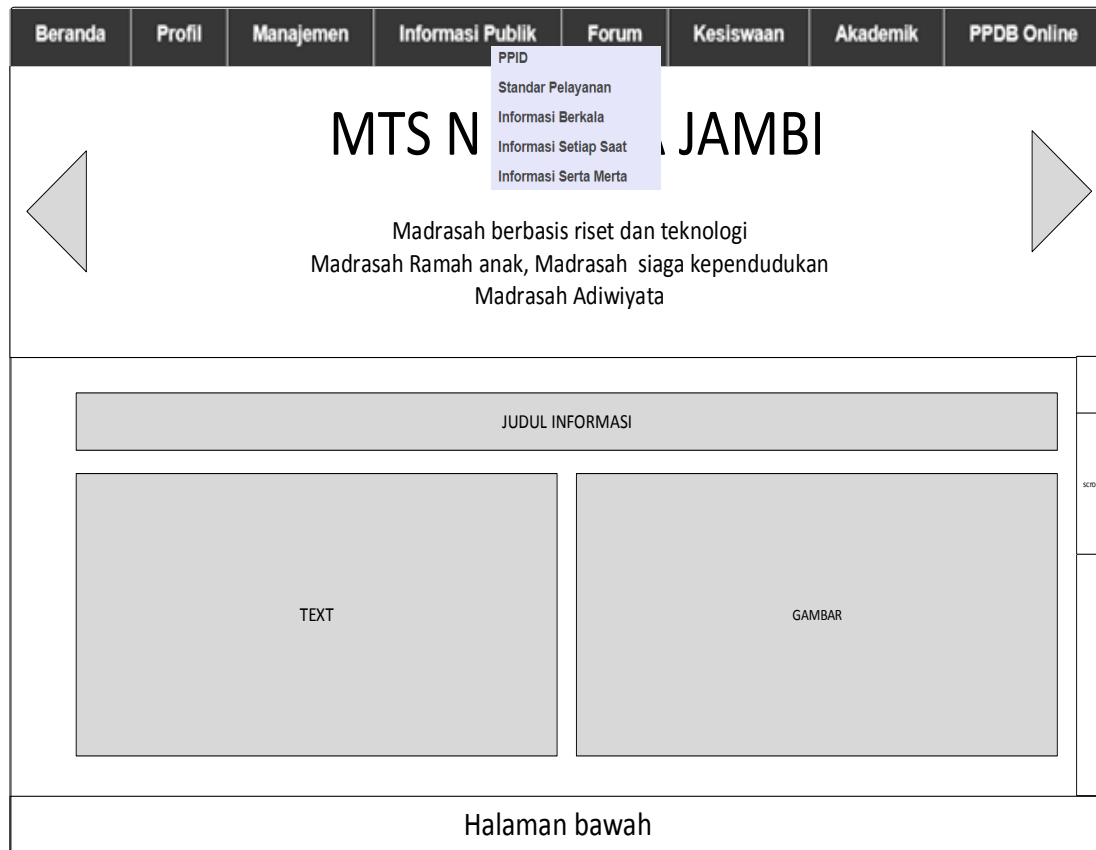 Beranda Profil Manajemen Informasi Publik Forum Kesiswaan Akademik PPDB Online
PPID
Standar Pelayanan
Informasi Berkala
Informasi Setiap Saat
Informasi Serta Merta
MTS N JAMBI
Madrasah berbasis riset dan teknologi
Madrasah Ramah anak, Madrasah siaga kependudukan
Madrasah Adiwiyata
JUDUL INFORMASI
TEXT
GAMBAR
Halaman bawah